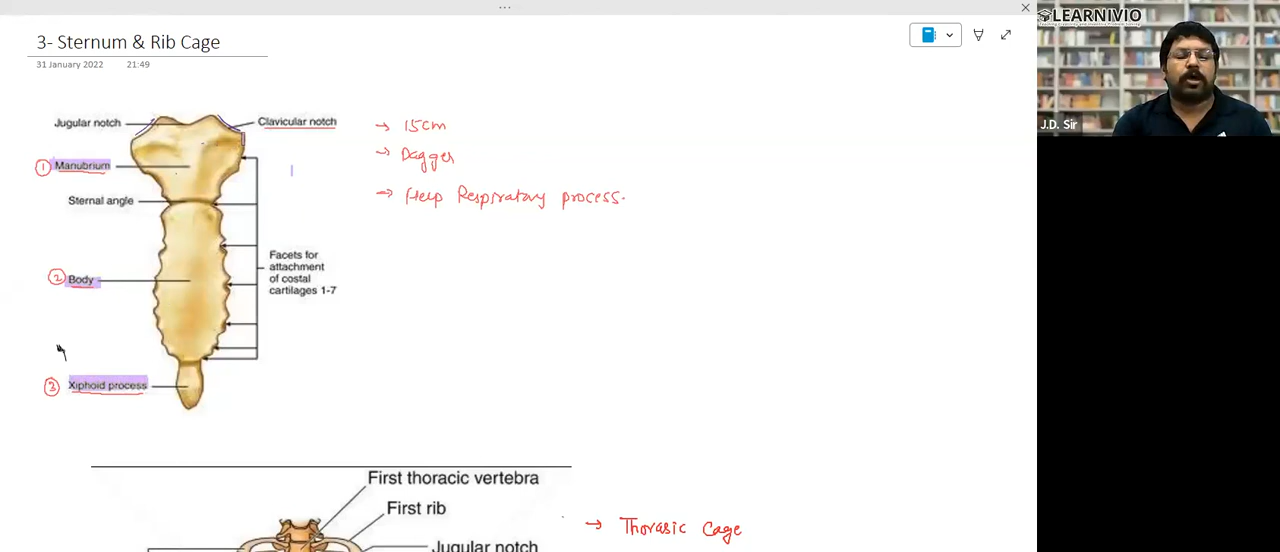 LEARNIVIO
3- Sternum & Rib Cage
31 January 2022 21:49
J.D. Sir
Jugular notch
Clavicular notch
→ 15cm
→ Dagger
→ Help Respiratory process.
① Manubrium
Sternal angle
② Body
Facets for
attachment
of costal
cartilages 1-7
③ Xiphoid process
First thoracic vertebra
First rib
Jugular notch
→ Thorasic Cage